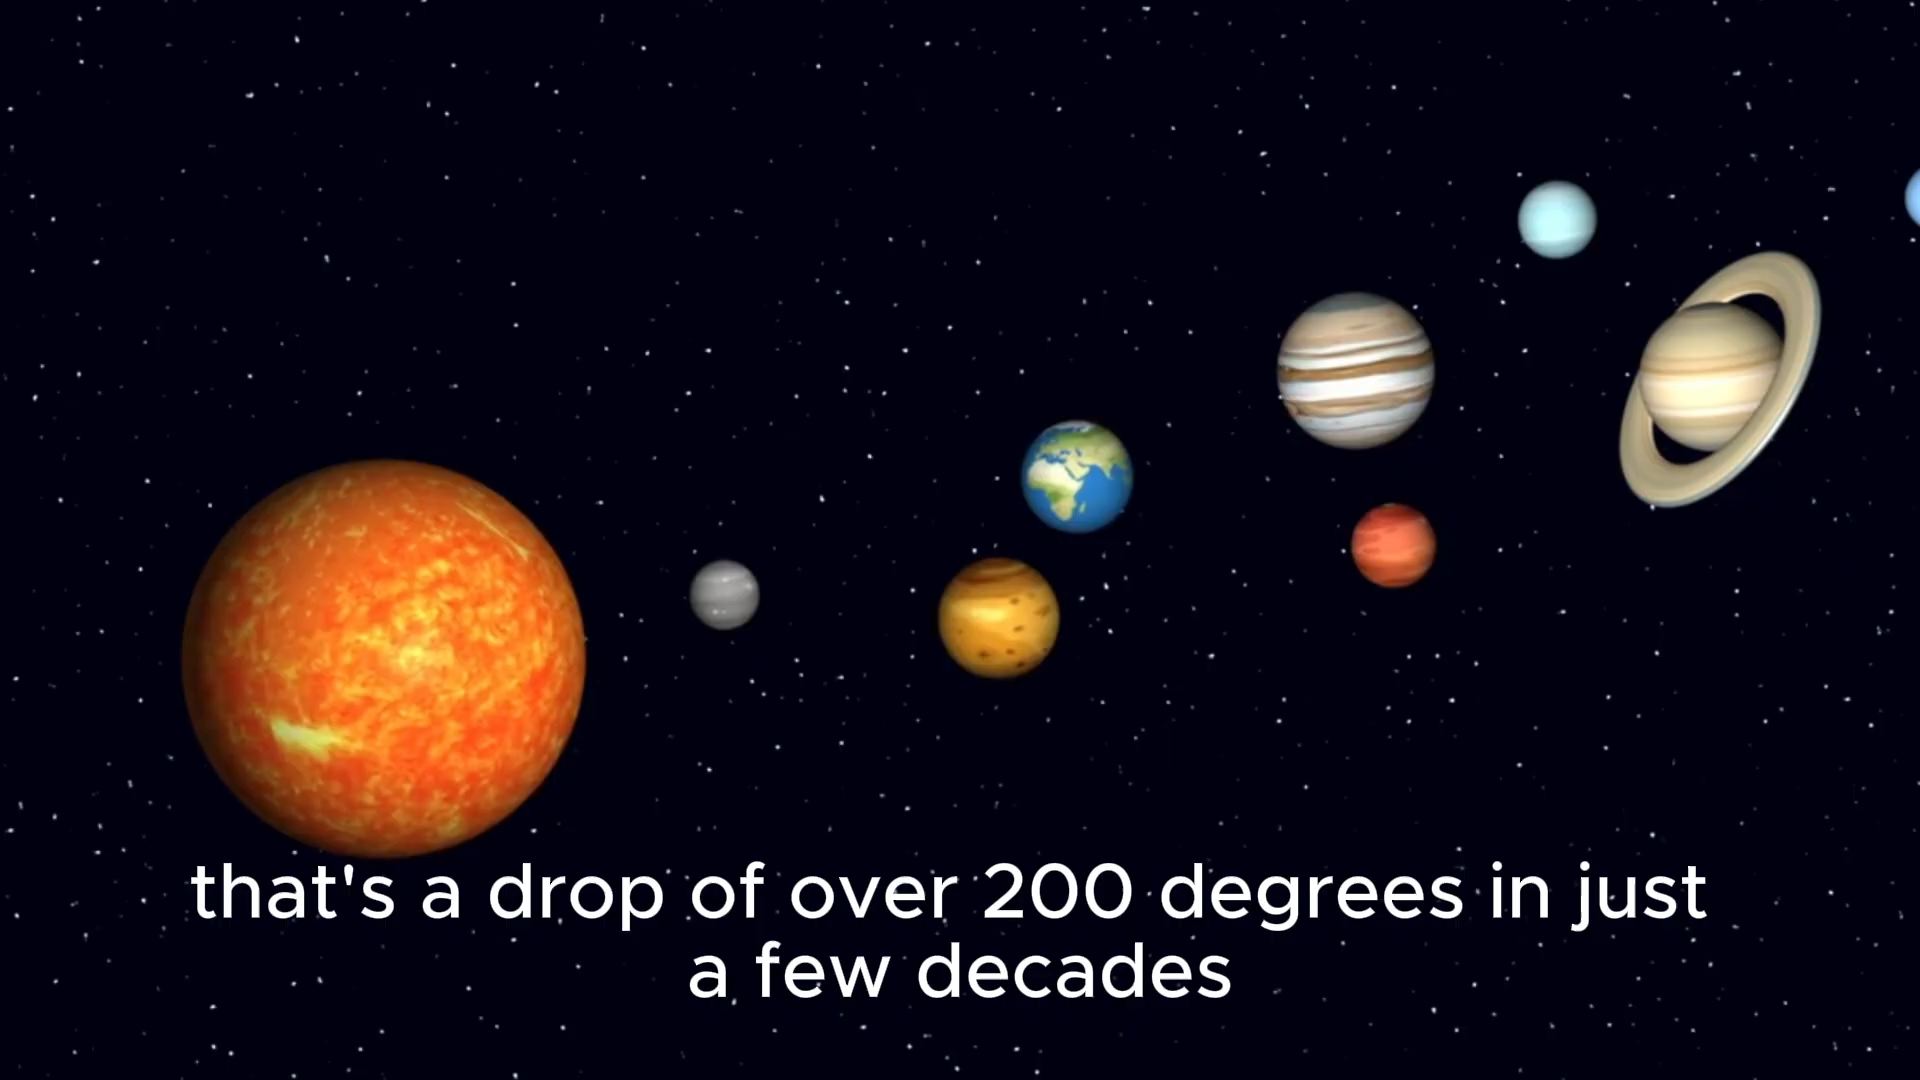 that's a drop of over 200 degrees in just
a few decades